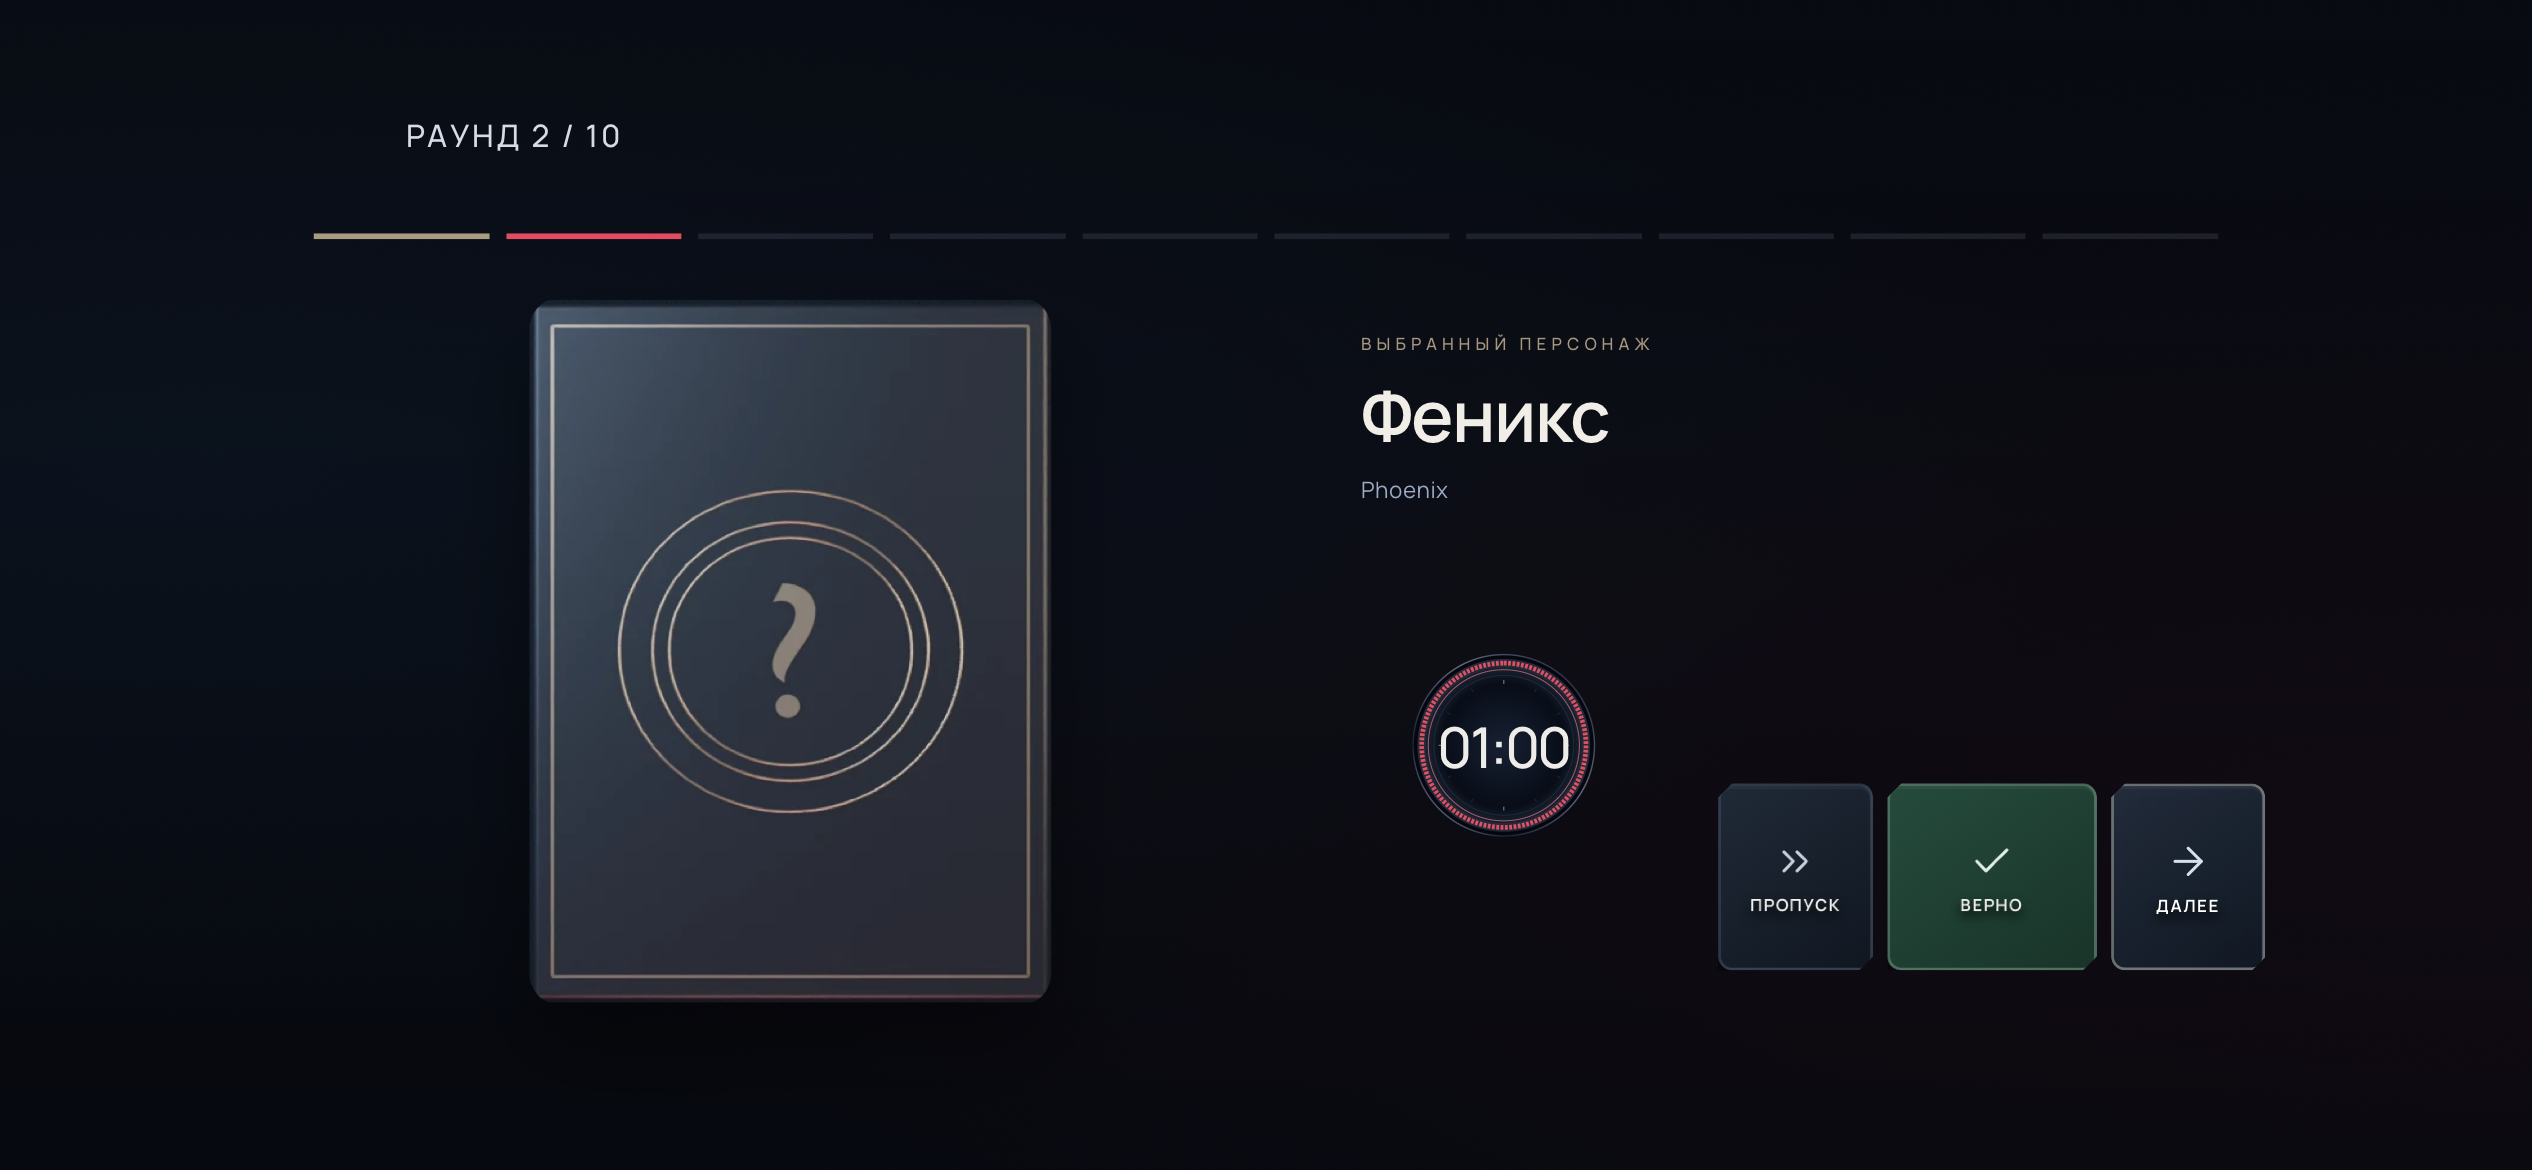 РАУНД 2 / 10
?
ВЫБРАННЫЙ ПЕРСОНАЖ
Феникс
Phoenix
01:00
ПРОПУСК
ВЕРНО
ДАЛЕЕ